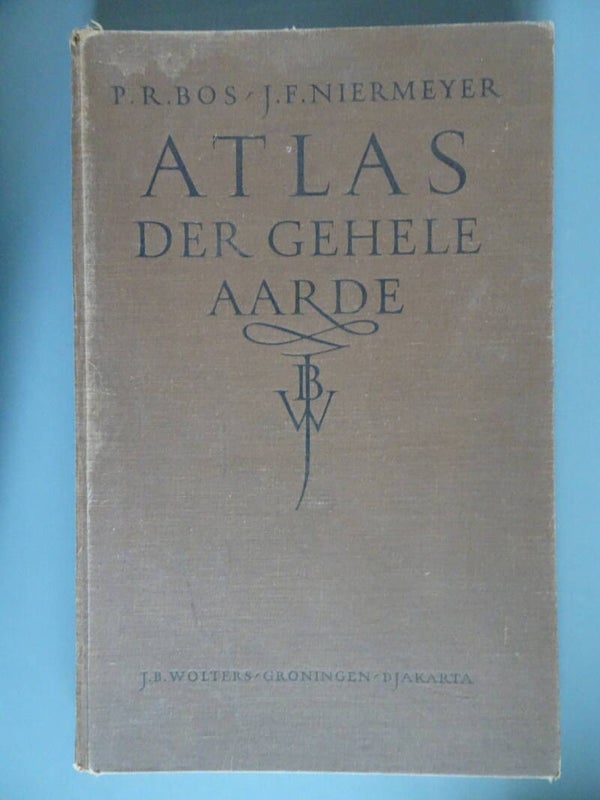 P.R.BOS-J.F.NIERMEYER
ATLAS
DER GEHELE
AARDE
JBW
J.B.WOLTERS-GRONINGEN-DJAKARTA